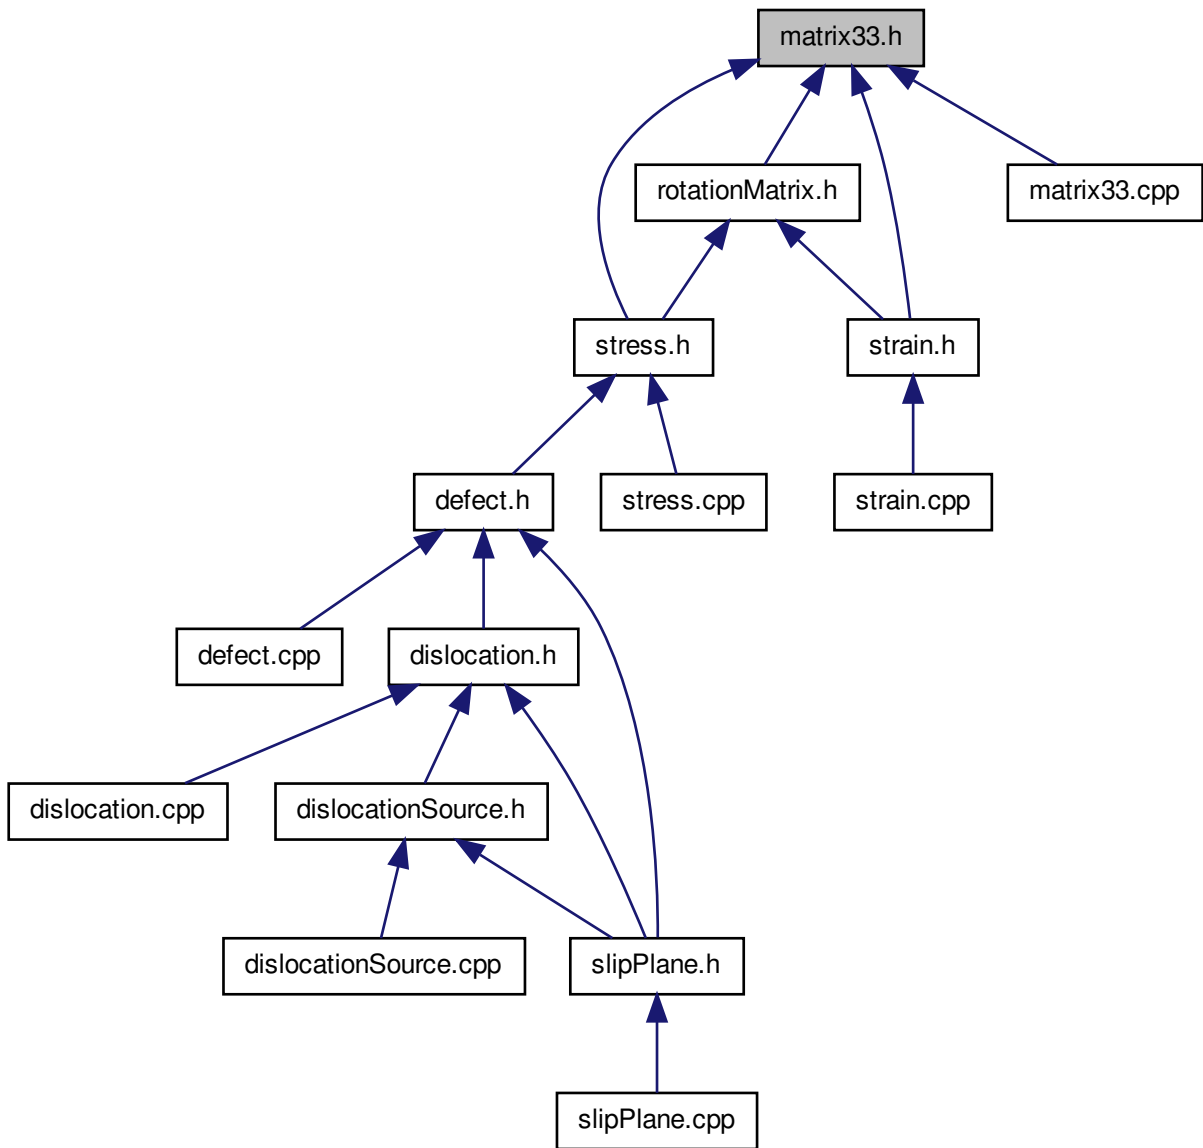 matrix33.h
rotationMatrix.h
matrix33.cpp
stress.h
strain.h
defect.h
stress.cpp
strain.cpp
defect.cpp
dislocation.h
dislocation.cpp
dislocationSource.h
dislocationSource.cpp
slipPlane.h
slipPlane.cpp